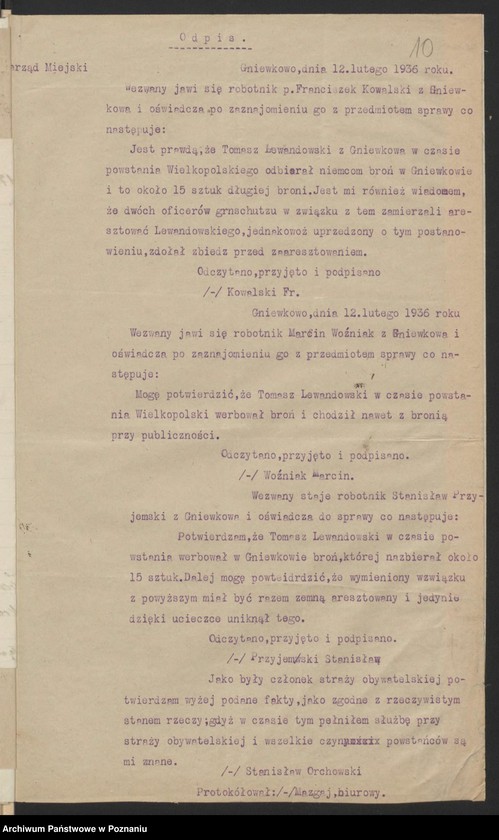 Odpis.
10
arząd Miejski
Gniewkowo,dnia 12.lutego 1936 roku.
Wezwany jawi się robotnik p.Franciszek Kowalski z Gniew-
kowa i oświadcza po zaznajomieniu go z przedmiotem sprawy co
następuje:
Jest prawdą,że Tomasz Lewandowski z Gniewkowa w czasie
powstania Wielkopolskiego odbierał niemcom broń w Gniewkowie
i to około 15 sztuk długiej broni.Jest mi również wiadomem,
że dwóch oficerów grnschutzu w związku z tem zamierzali are-
sztować Lewandowskiego,jednakowoż uprzedzony o tym postano-
wieniu,zdołał zbiedz przed zaaresztowaniem.
Odczytano,przyjęto i podpisano
/-/ Kowalski Fr.
Gniewkowo,dnia 12.lutego 1936 roku
Wezwany jawi się robotnik Marcin Woźniak z Gniewkowa i
oświadcza po zaznajomieniu go z przedmiotem sprawy co na-
stępuje:
Mogę potwierdzić,że Tomasz Lewandowski w czasie powsta-
nia Wielkopolski werbował broń i chodził nawet z bronią
przy publiczności.
Odczytano,przyjęto i podpisano.
/-/ Woźniak Marcin.
Wezwany staje robotnik Stanisław Przy-
jemski z Gniewkowa i oświadcza do sprawy co następuje:
Potwierdzam,że Tomasz Lewandowski w czasie po-
wstania werbował w Gniewkowie broń,której nazbierał około
15 sztuk.Dalej mogę powteidrdzić,że wymieniony wzwiązku
z powyższym miał być razem zemną aresztowany i jedynie
dzięki ucieczce uniknął tego.
Odczytano,przyjęto i podpisano.
/-/ Przyjemski Stanisław
Jako były członek straży obywatelskiej po-
twierdzam wyżej podane fakty,jako zgodne z rzeczywistym
stanem rzeczy;gdyż w czasie tym pełniłem służbę przy
straży obywatelskiej i wszelkie czyn powstańców są
mi znane.
/-/ Stanisław Orchowski
Protokółował:/-/Mazgaj,biurowy.
Archiwum Państwowe w Poznaniu